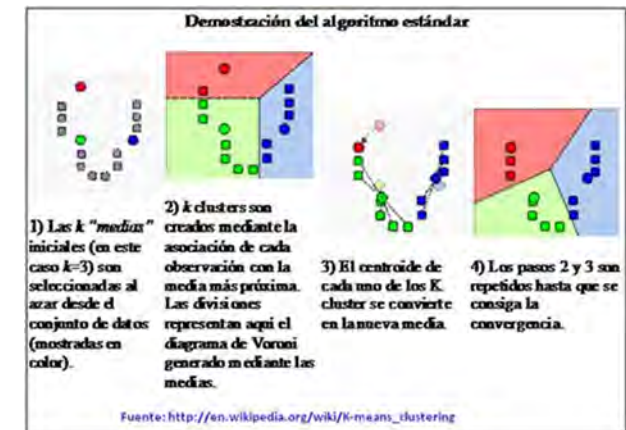 Demostración del algoritmo estándar
1) Las k "medias"
iniciales (en este
caso k=3) son
seleccionadas al
azar desde el
conjunto de datos
(mostradas en
color).
2) k clusters son
creados mediante la
asociación de cada
observación con la
media más próxima.
Las divisiones
representan aquí el
diagrama de Voroni
generado mediante las
medias.
3) El centroide de
cada uno de los K
cluster se convierte
en la nueva media.
4) Los pasos 2 y 3 son
repetidos hasta que se
consiga la
convergencia.
Fuente: http://en.wikipedia.org/wiki/K-means_clustering